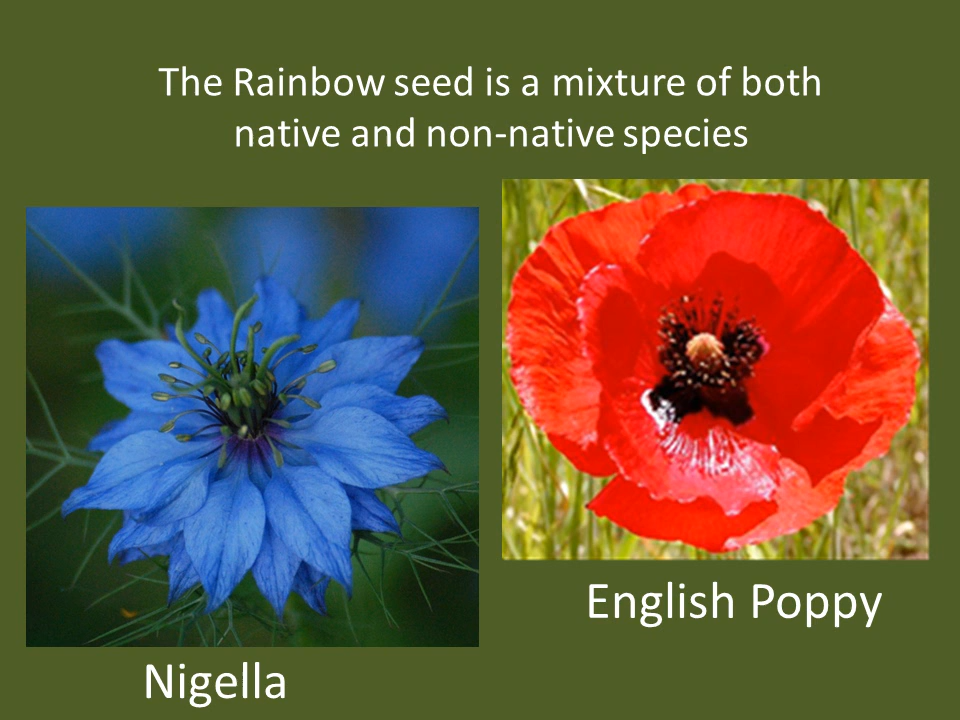 The Rainbow seed is a mixture of both
native and non-native species
English Poppy
Nigella